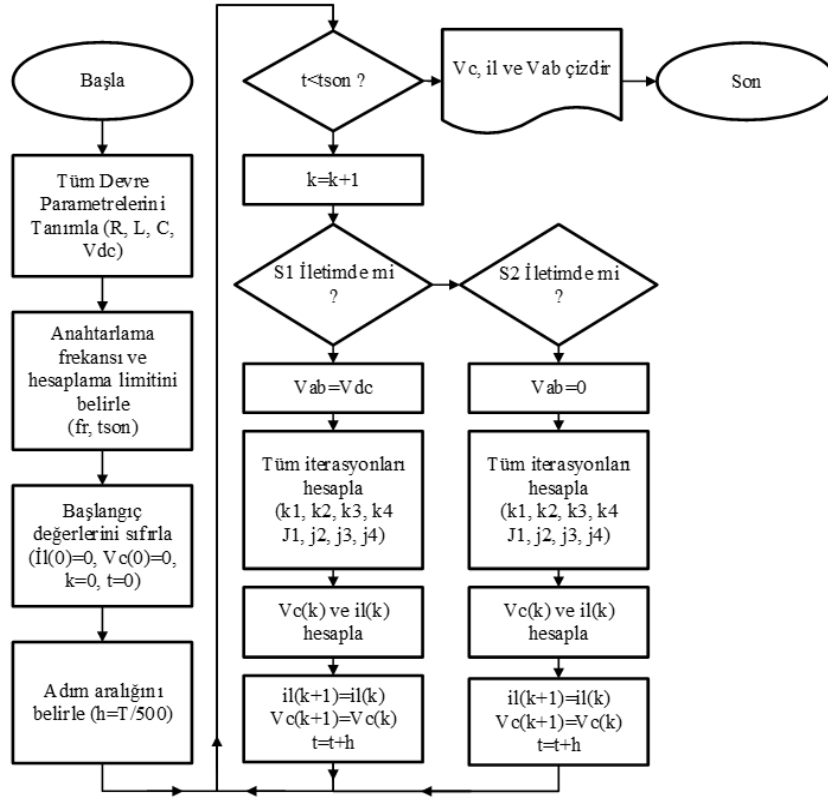 Başla
Tüm Devre
Parametrelerini
Tanımla (R, L, C,
Vdc)
Anahtarlama
frekansı ve
hesaplama limitini
belirle
(fr, tson)
Başlangıç
değerlerini sıfırla
(İl(0)=0, Vc(0)=0,
k=0, t=0)
Adım aralığını
belirle (h=T/500)
t<tson ?
Vc, il ve Vab çizdir
Son
k=k+1
S1 İletimde mi
?
S2 İletimde mi
?
Vab=Vdc
Tüm iterasyonları
hesapla
(k1, k2, k3, k4
J1, j2, j3, j4)
Vc(k) ve il(k)
hesapla
il(k+1)=il(k)
Vc(k+1)=Vc(k)
t=t+h
Vab=0
Tüm iterasyonları
hesapla
(k1, k2, k3, k4
J1, j2, j3, j4)
Vc(k) ve il(k)
hesapla
il(k+1)=il(k)
Vc(k+1)=Vc(k)
t=t+h